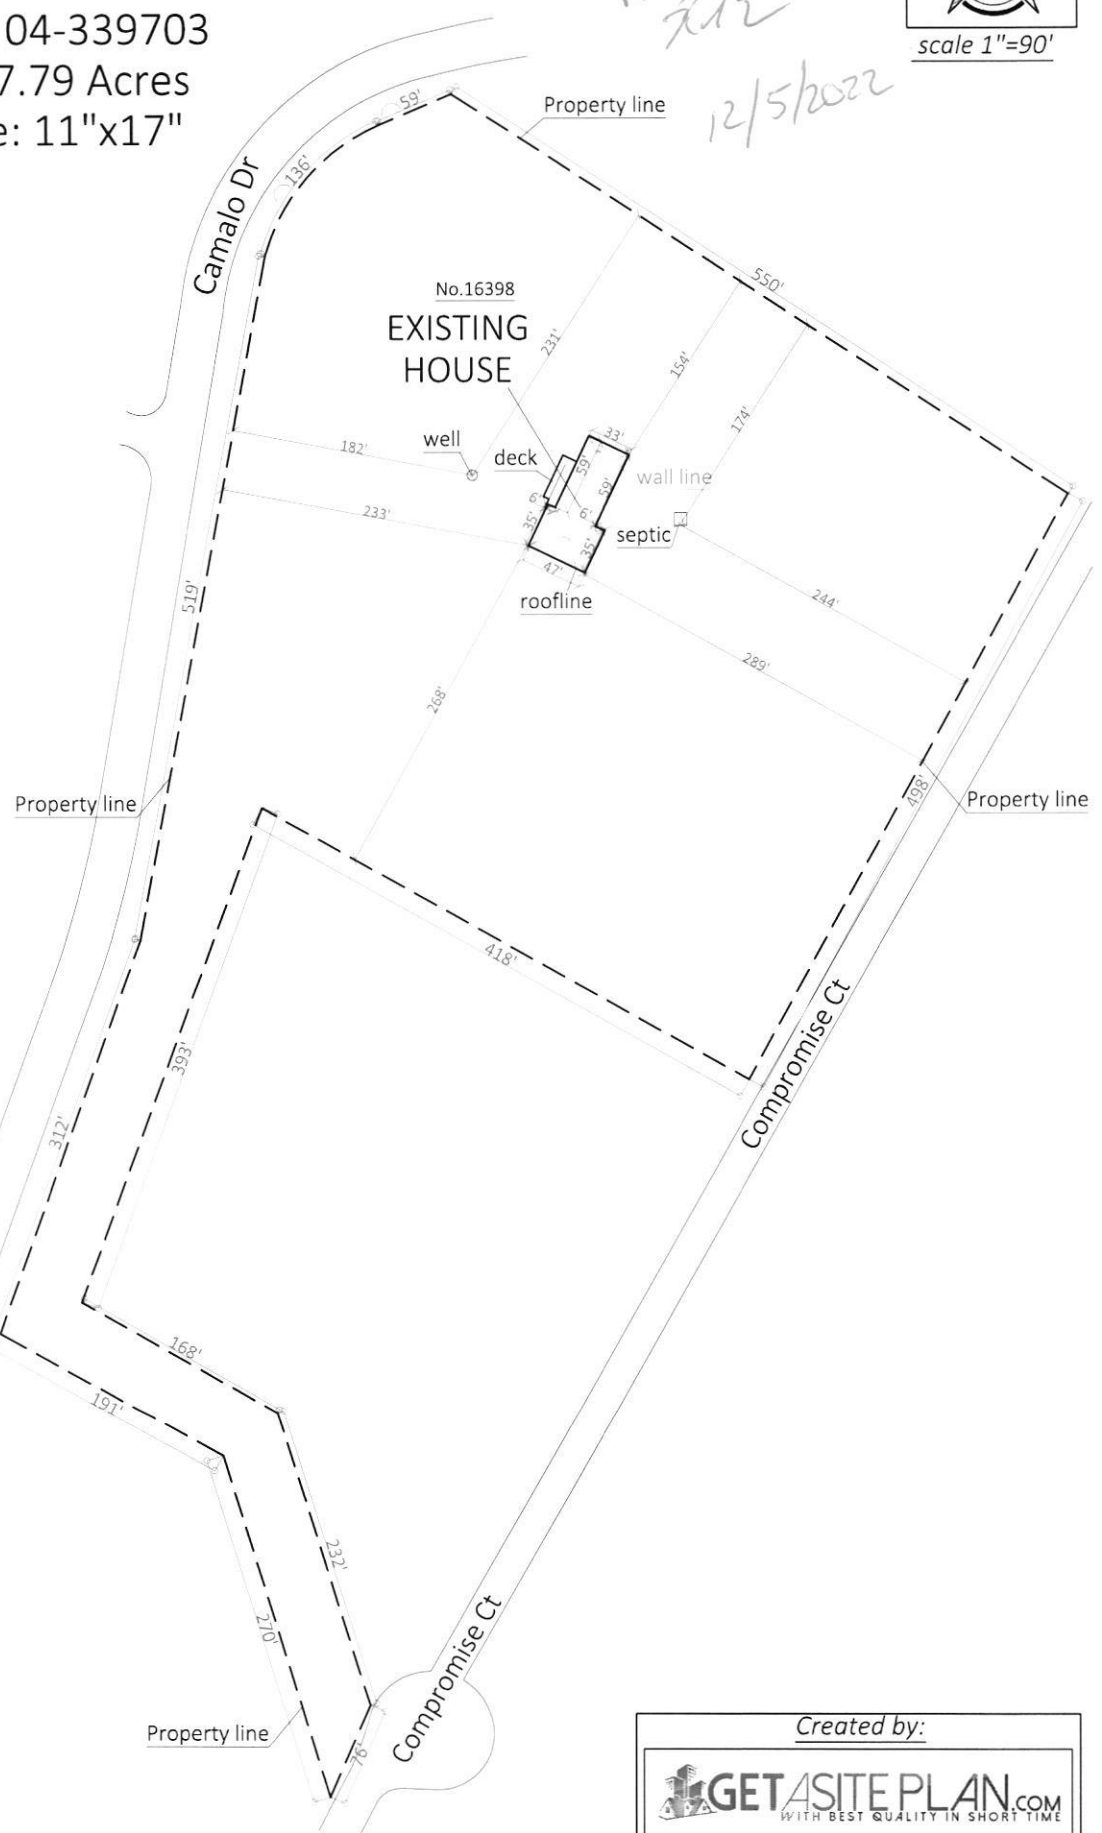 04-339703
7.79 Acres
e: 11"x17"
scale 1"=90'
12/5/2022
59'
Property line
136'
Camalo Dr
550'
No.16398
EXISTING
HOUSE
231'
154'
174'
182'
well
deck
33'
59'
59'
wall line
6'
6'
233'
35'
35'
septic
47'
roofline
519'
244'
289'
268'
498'
Property line
Property line
418'
Compromise Ct
393'
312'
168'
191'
232'
270'
Compromise Ct
Property line
76'
Created by:
GETASITEPLAN.COM
WITH BEST QUALITY IN SHORT TIME